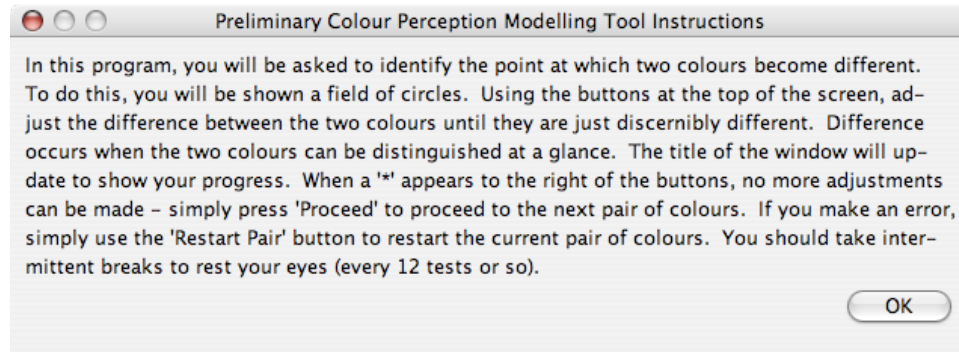 Preliminary Colour Perception Modelling Tool Instructions
In this program, you will be asked to identify the point at which two colours become different.
To do this, you will be shown a field of circles.  Using the buttons at the top of the screen, ad-
just the difference between the two colours until they are just discernibly different.  Difference
occurs when the two colours can be distinguished at a glance.  The title of the window will up-
date to show your progress.  When a '*' appears to the right of the buttons, no more adjustments
can be made – simply press 'Proceed' to proceed to the next pair of colours.  If you make an error,
simply use the 'Restart Pair' button to restart the current pair of colours.  You should take inter-
mittent breaks to rest your eyes (every 12 tests or so).
OK